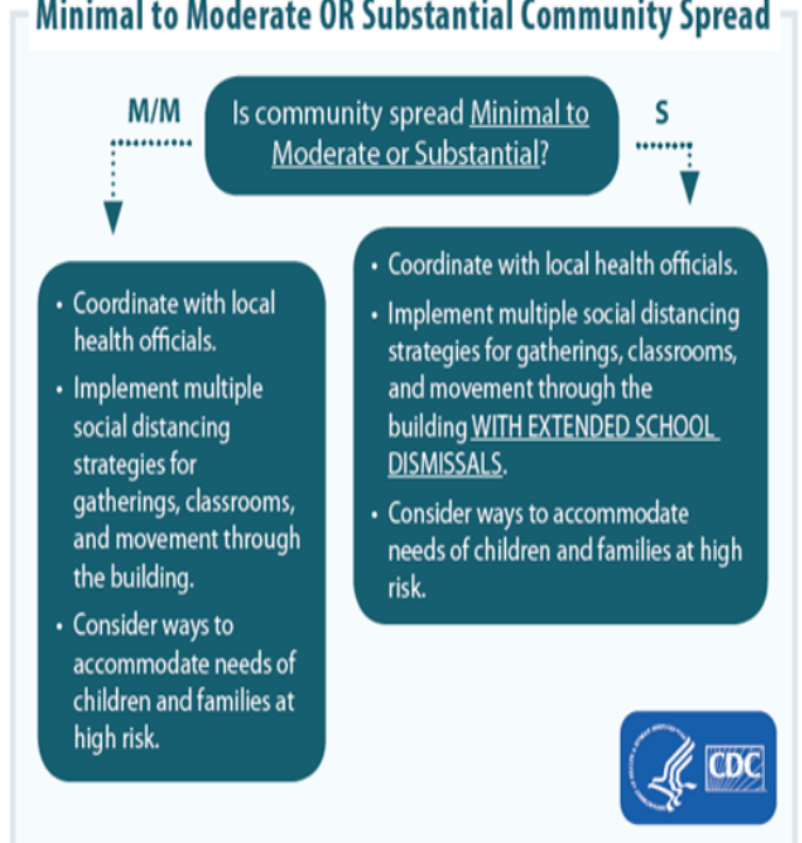 Minimal to Moderate OR Substantial Community Spread
M/M
Is community spread Minimal to
Moderate or Substantial?
S
• Coordinate with local
health officials.
• Implement multiple
social distancing
strategies for
gatherings, classrooms,
and movement through
the building.
• Consider ways to
accommodate needs of
children and families at
high risk.
• Coordinate with local health officials.
• Implement multiple social distancing
strategies for gatherings, classrooms,
and movement through the
building WITH EXTENDED SCHOOL
DISMISSALS.
• Consider ways to accommodate
needs of children and families at high
risk.
CDC